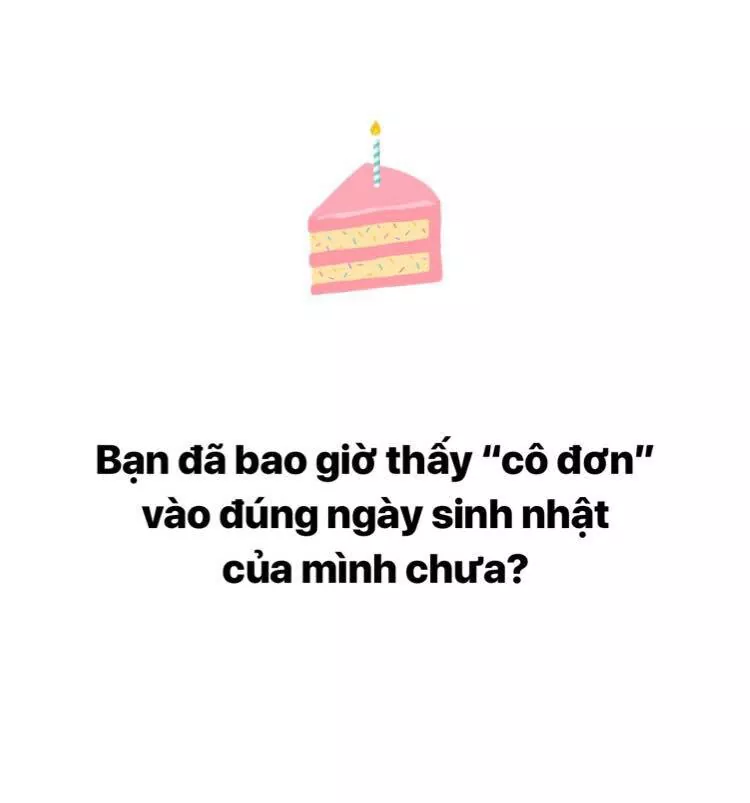 Bạn đã bao giờ thấy “cô đơn”
vào đúng ngày sinh nhật
của mình chưa?